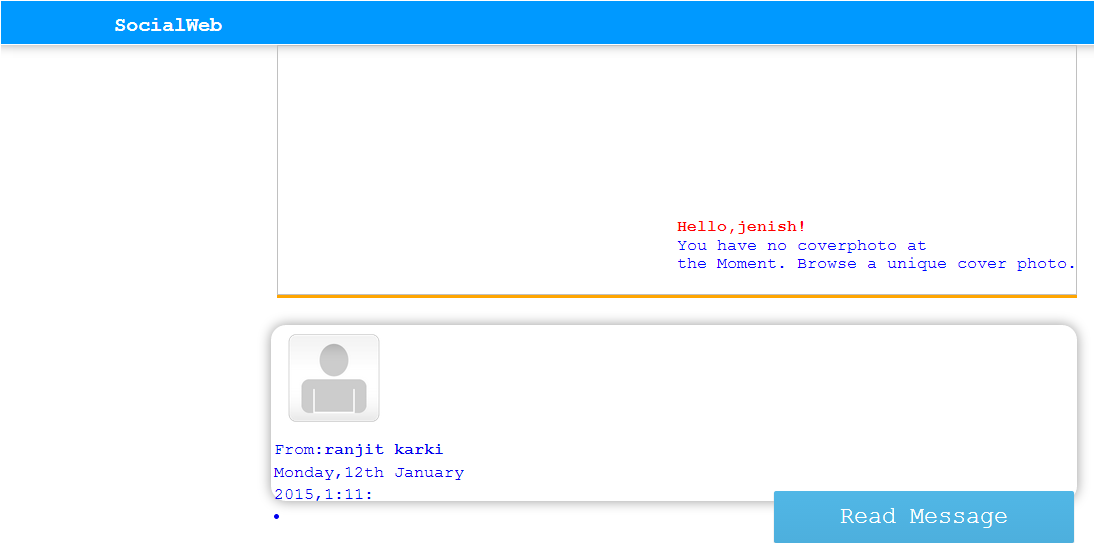 SocialWeb
Hello,jenish!
You have no coverphoto at
the Moment. Browse a unique cover photo.
From:ranjit karki
Monday,12th January
2015,1:11:
Read Message